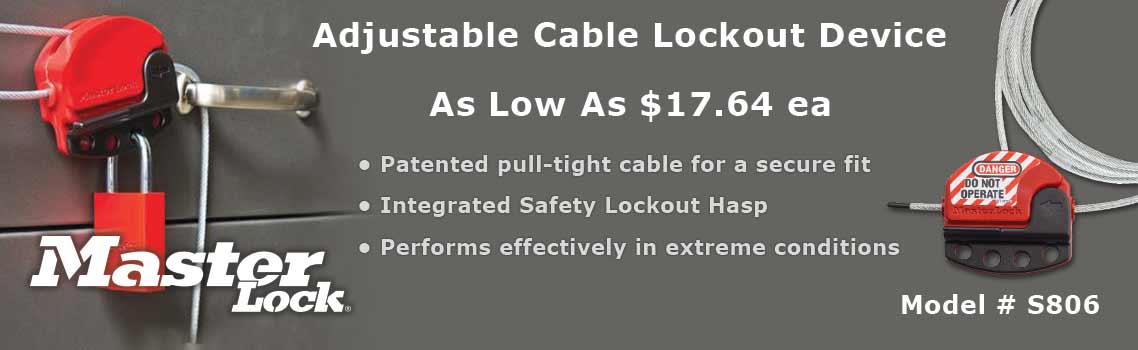 Adjustable Cable Lockout Device
As Low As $17.64 ea
• Patented pull-tight cable for a secure fit
• Integrated Safety Lockout Hasp
• Performs effectively in extreme conditions
Master Lock
DANGER
DO NOT
OPERATE
Master Lock
Master
Lock®
Model # S806